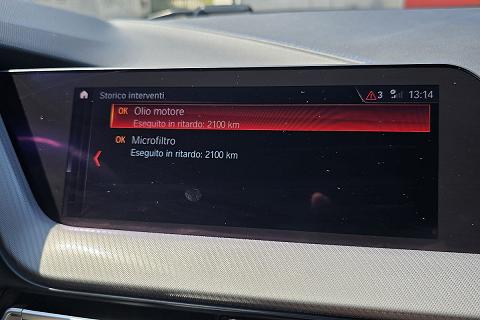 Storico interventi
3 13:14
OK Olio motore
Eseguito in ritardo: 2100 km
OK Microfiltro
Eseguito in ritardo: 2100 km